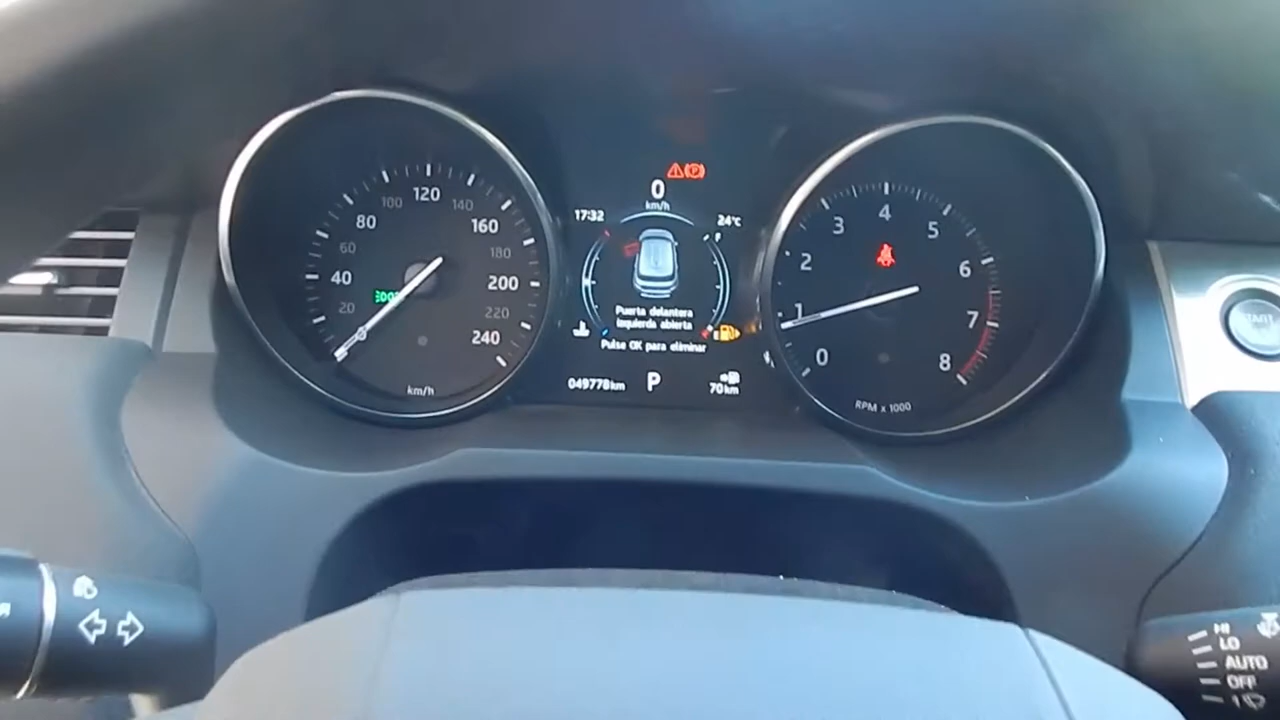 120
100
140
80
160
60
180
40
200
20
220
0
240
km/h
0
km/h
17:32
24°C
F
Puerta delantera
izquierda abierta
E
Pulse OK para eliminar
049778km
P
70km
4
3
5
2
6
1
7
0
8
RPM x 1000
START
HI
LO
AUTO
OFF